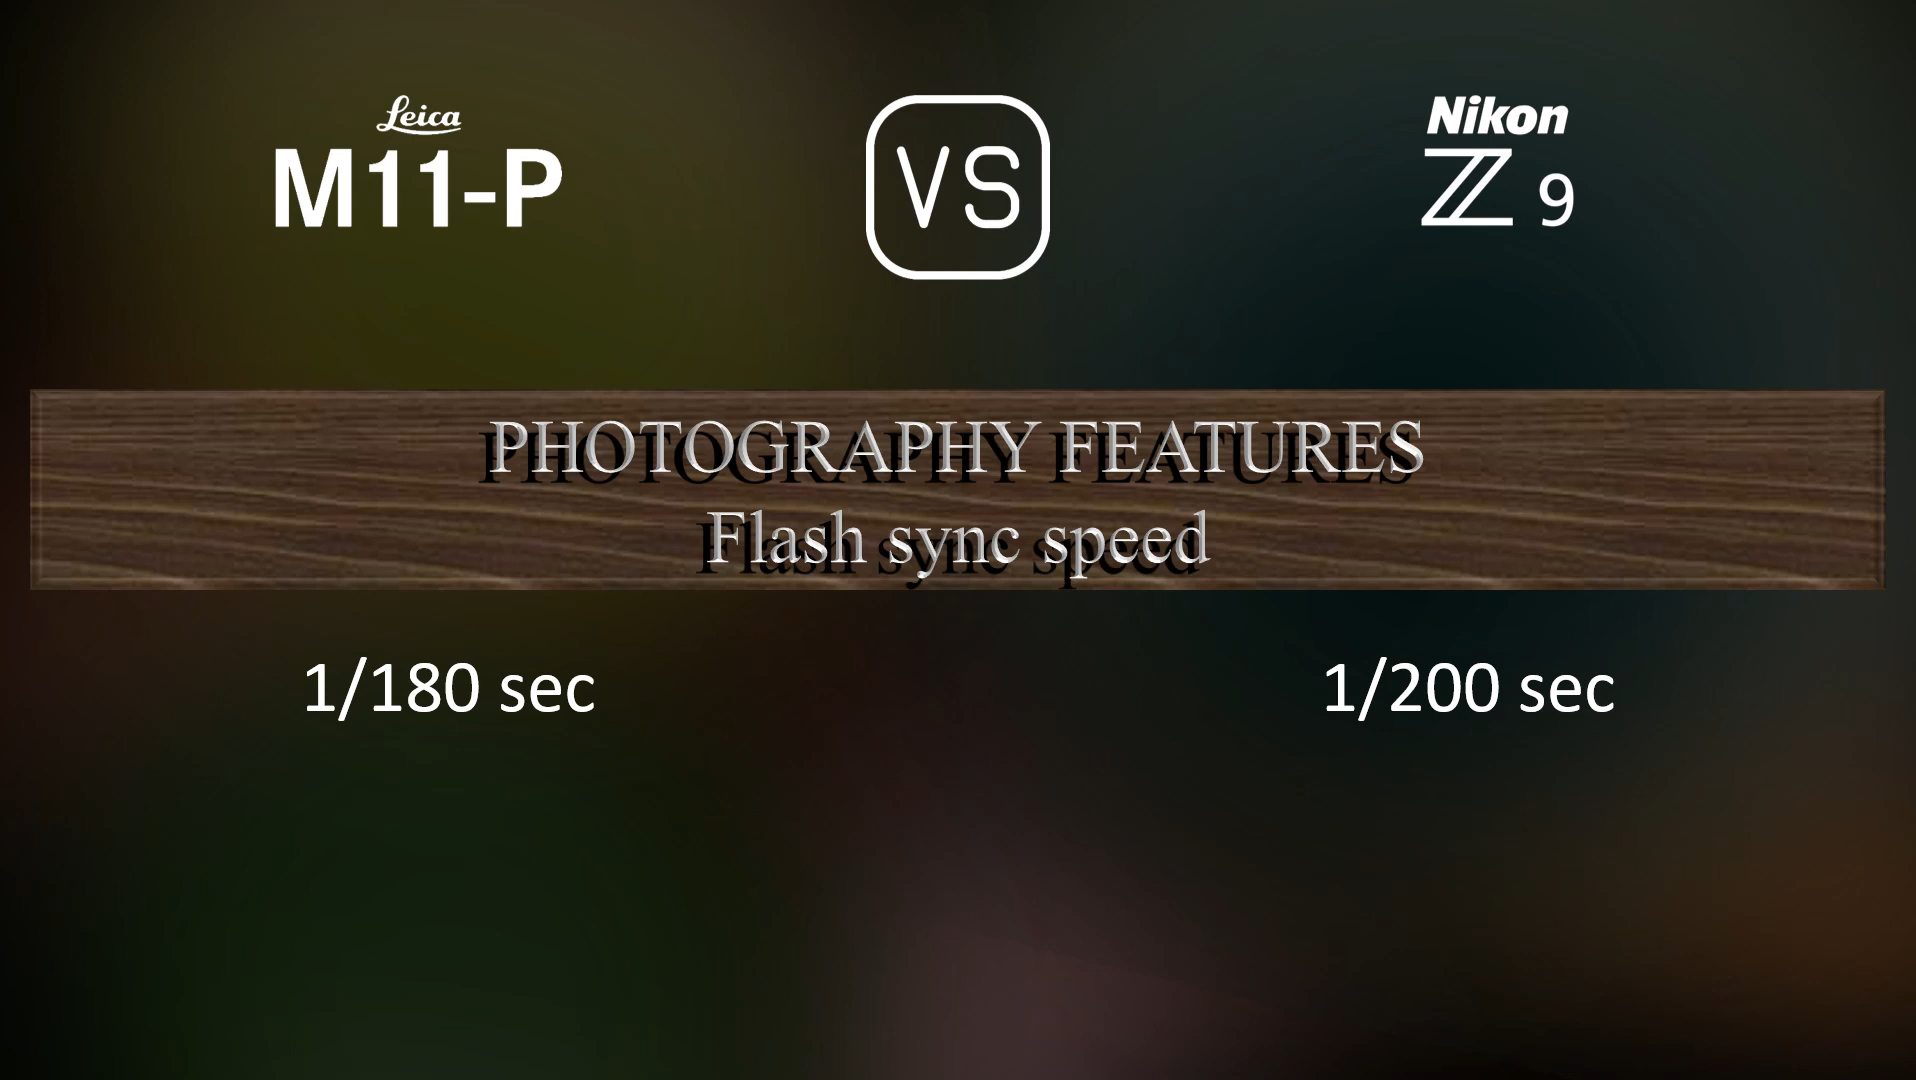 Leica
M11-P
VS
Nikon
Z 9
PHOTOGRAPHY FEATURES
Flash sync speed
1/180 sec
1/200 sec